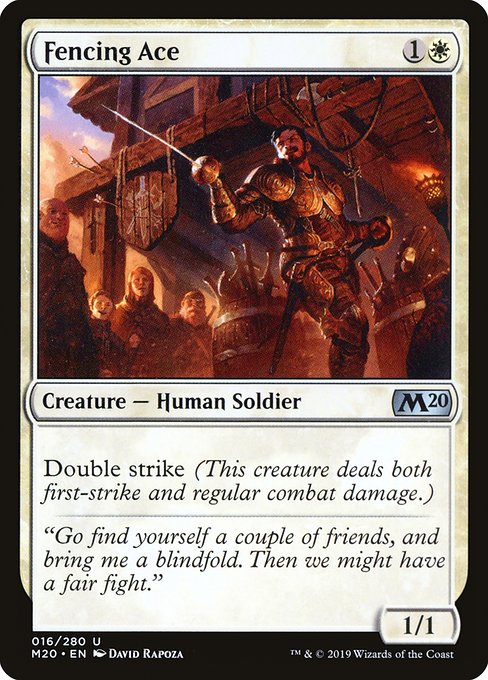 Fencing Ace 1
Creature — Human Soldier M20
Double strike (This creature deals both
first-strike and regular combat damage.)
“Go find yourself a couple of friends, and
bring me a blindfold. Then we might have
a fair fight.”
1/1
016/280 U
M20 • EN DAVID RAPOZA ™ & © 2019 Wizards of the Coast